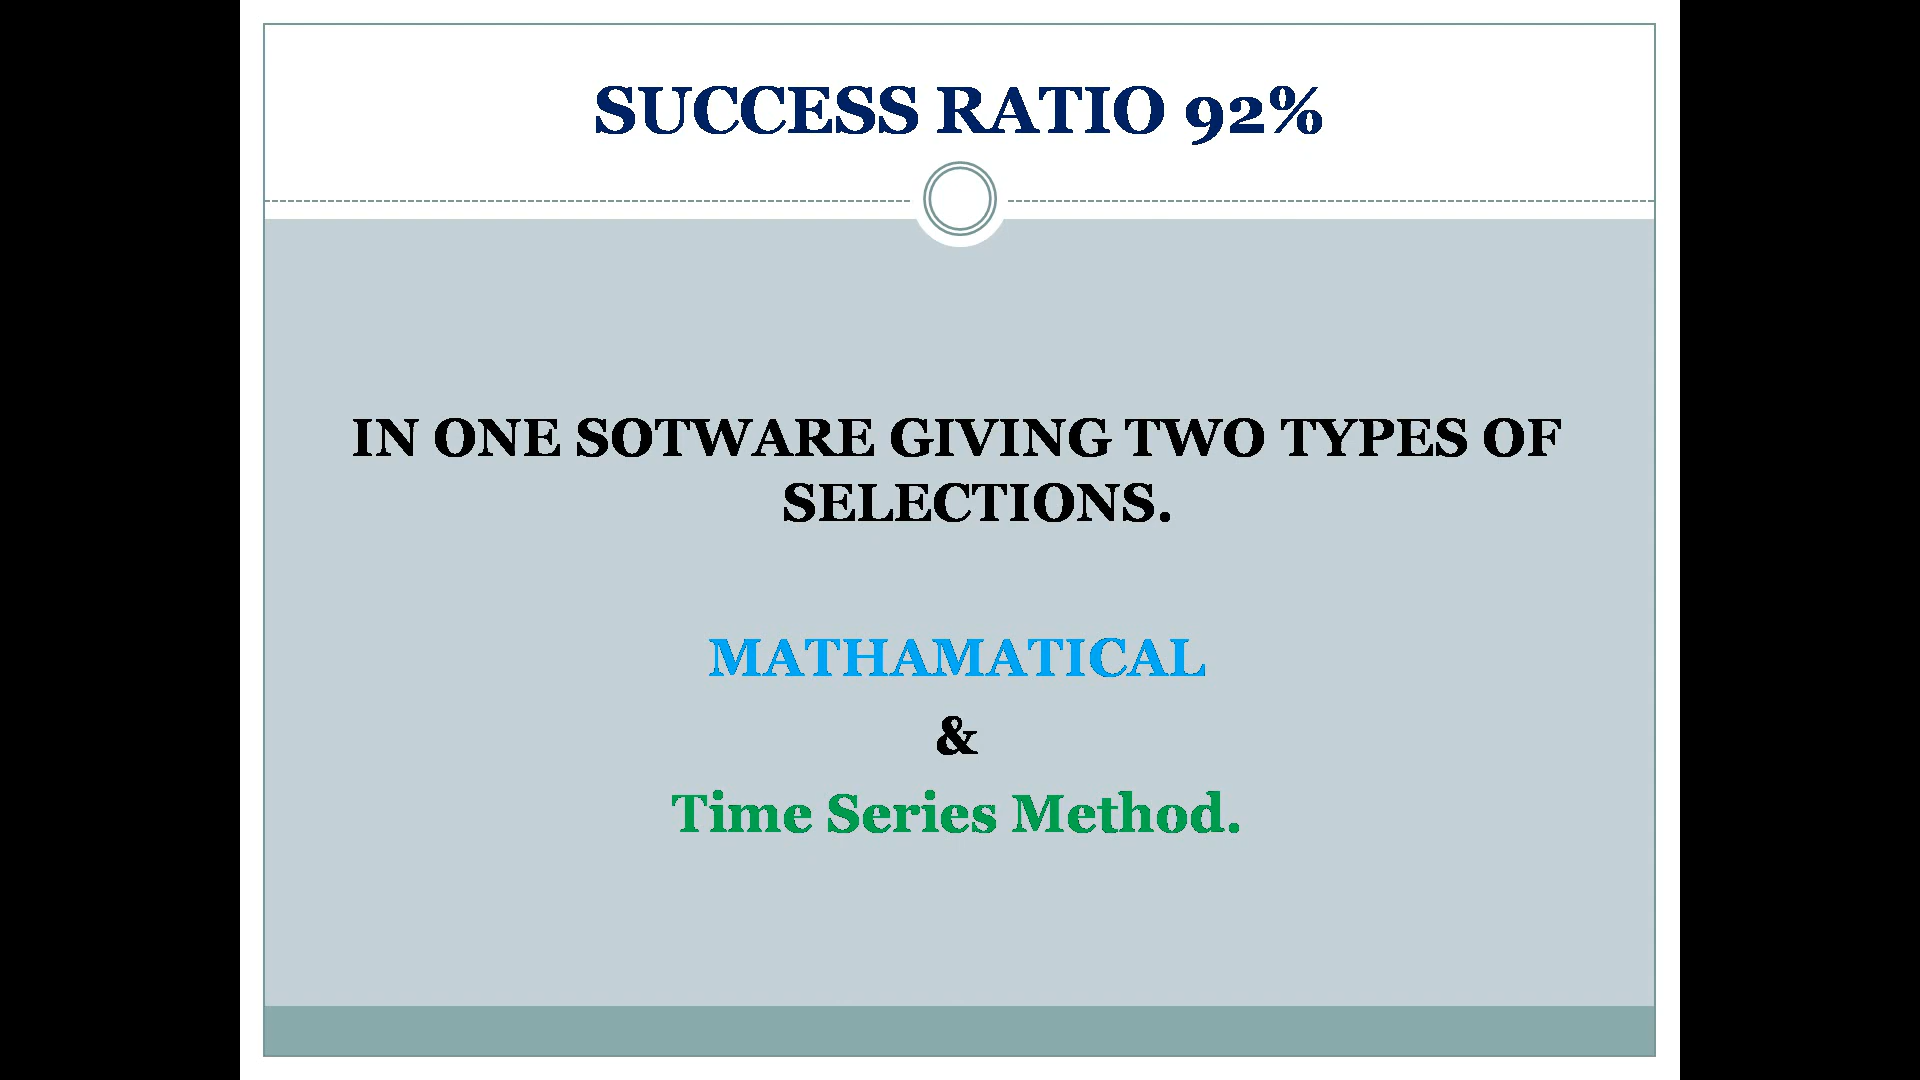 SUCCESS RATIO 92%
IN ONE SOTWARE GIVING TWO TYPES OF
SELECTIONS.
MATHAMATICAL
&
Time Series Method.